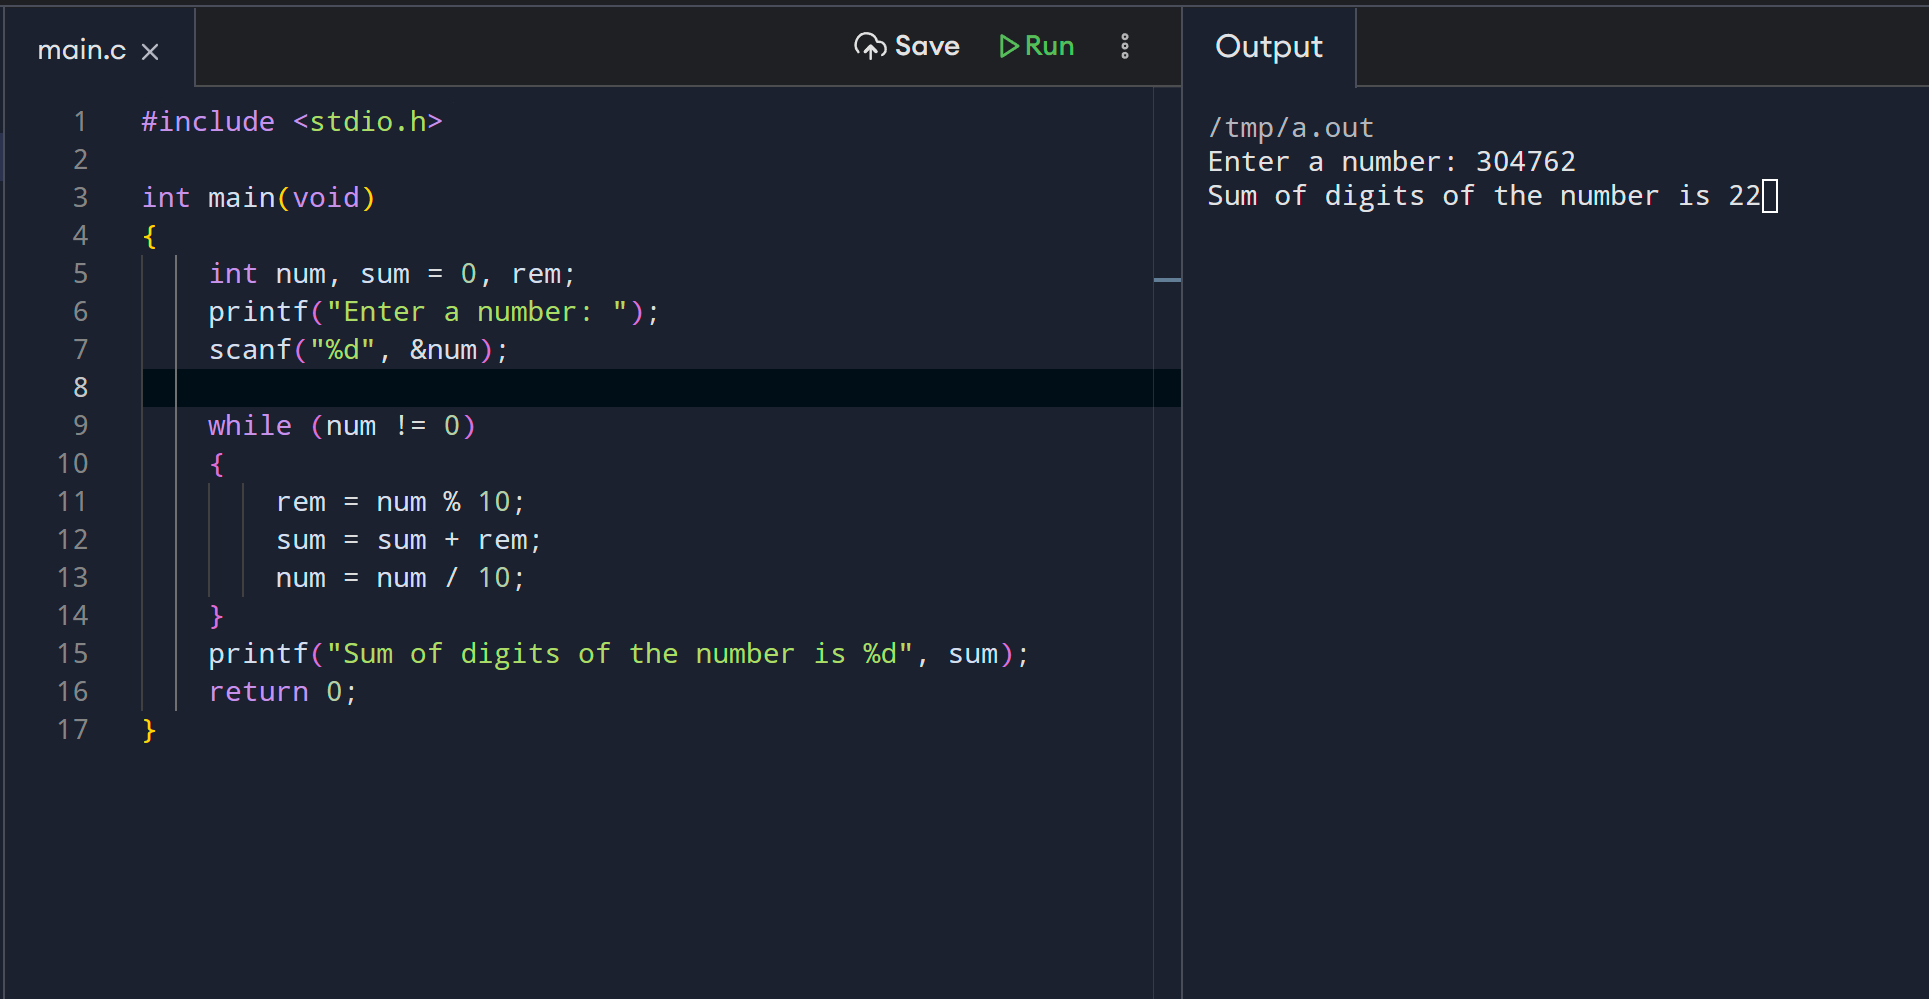 main.c ×
Save
Run
Output
1 #include <stdio.h>
2
3 int main(void)
4 {
5     int num, sum = 0, rem;
6     printf("Enter a number: ");
7     scanf("%d", &num);
8
9     while (num != 0)
10     {
11         rem = num % 10;
12         sum = sum + rem;
13         num = num / 10;
14     }
15     printf("Sum of digits of the number is %d", sum);
16     return 0;
17 }
/tmp/a.out
Enter a number: 304762
Sum of digits of the number is 22